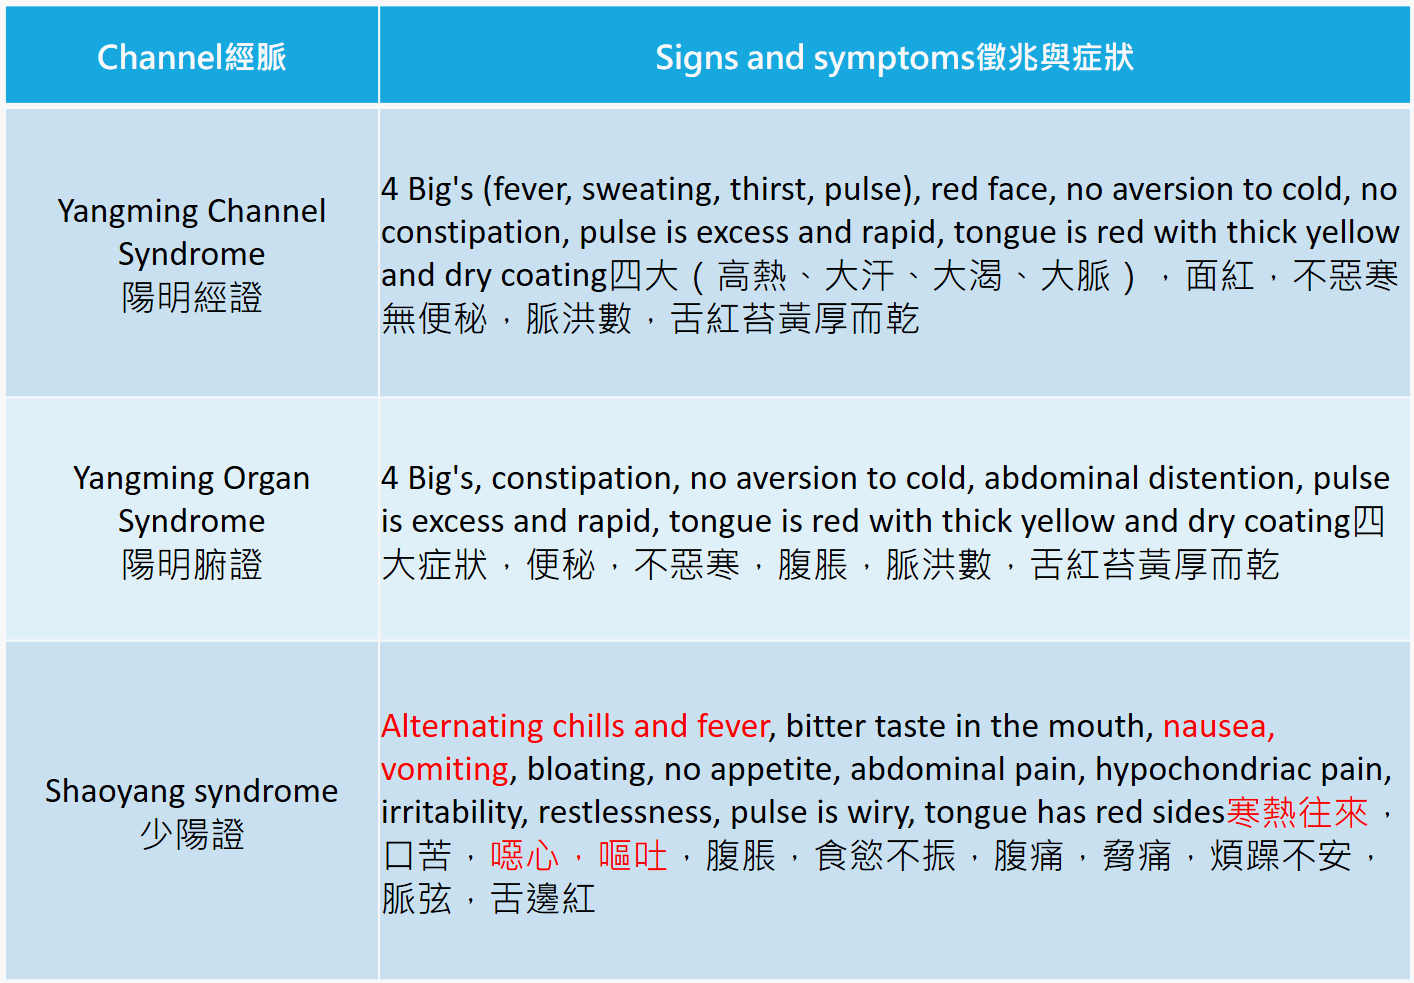 Channel經脈
Signs and symptoms徵兆與症狀
Yangming Channel
Syndrome
陽明經證
4 Big's (fever, sweating, thirst, pulse), red face, no aversion to cold, no
constipation, pulse is excess and rapid, tongue is red with thick yellow
and dry coating四大（高熱、大汗、大渴、大脈），面紅，不惡寒
無便秘，脈洪數，舌紅苔黃厚而乾
Yangming Organ
Syndrome
陽明腑證
4 Big's, constipation, no aversion to cold, abdominal distention, pulse
is excess and rapid, tongue is red with thick yellow and dry coating四
大症狀，便秘，不惡寒，腹脹，脈洪數，舌紅苔黃厚而乾
Shaoyang syndrome
少陽證
Alternating chills and fever, bitter taste in the mouth, nausea,
vomiting, bloating, no appetite, abdominal pain, hypochondriac pain,
irritability, restlessness, pulse is wiry, tongue has red sides寒熱往來，
口苦，噁心，嘔吐，腹脹，食慾不振，腹痛，脅痛，煩躁不安，
脈弦，舌邊紅